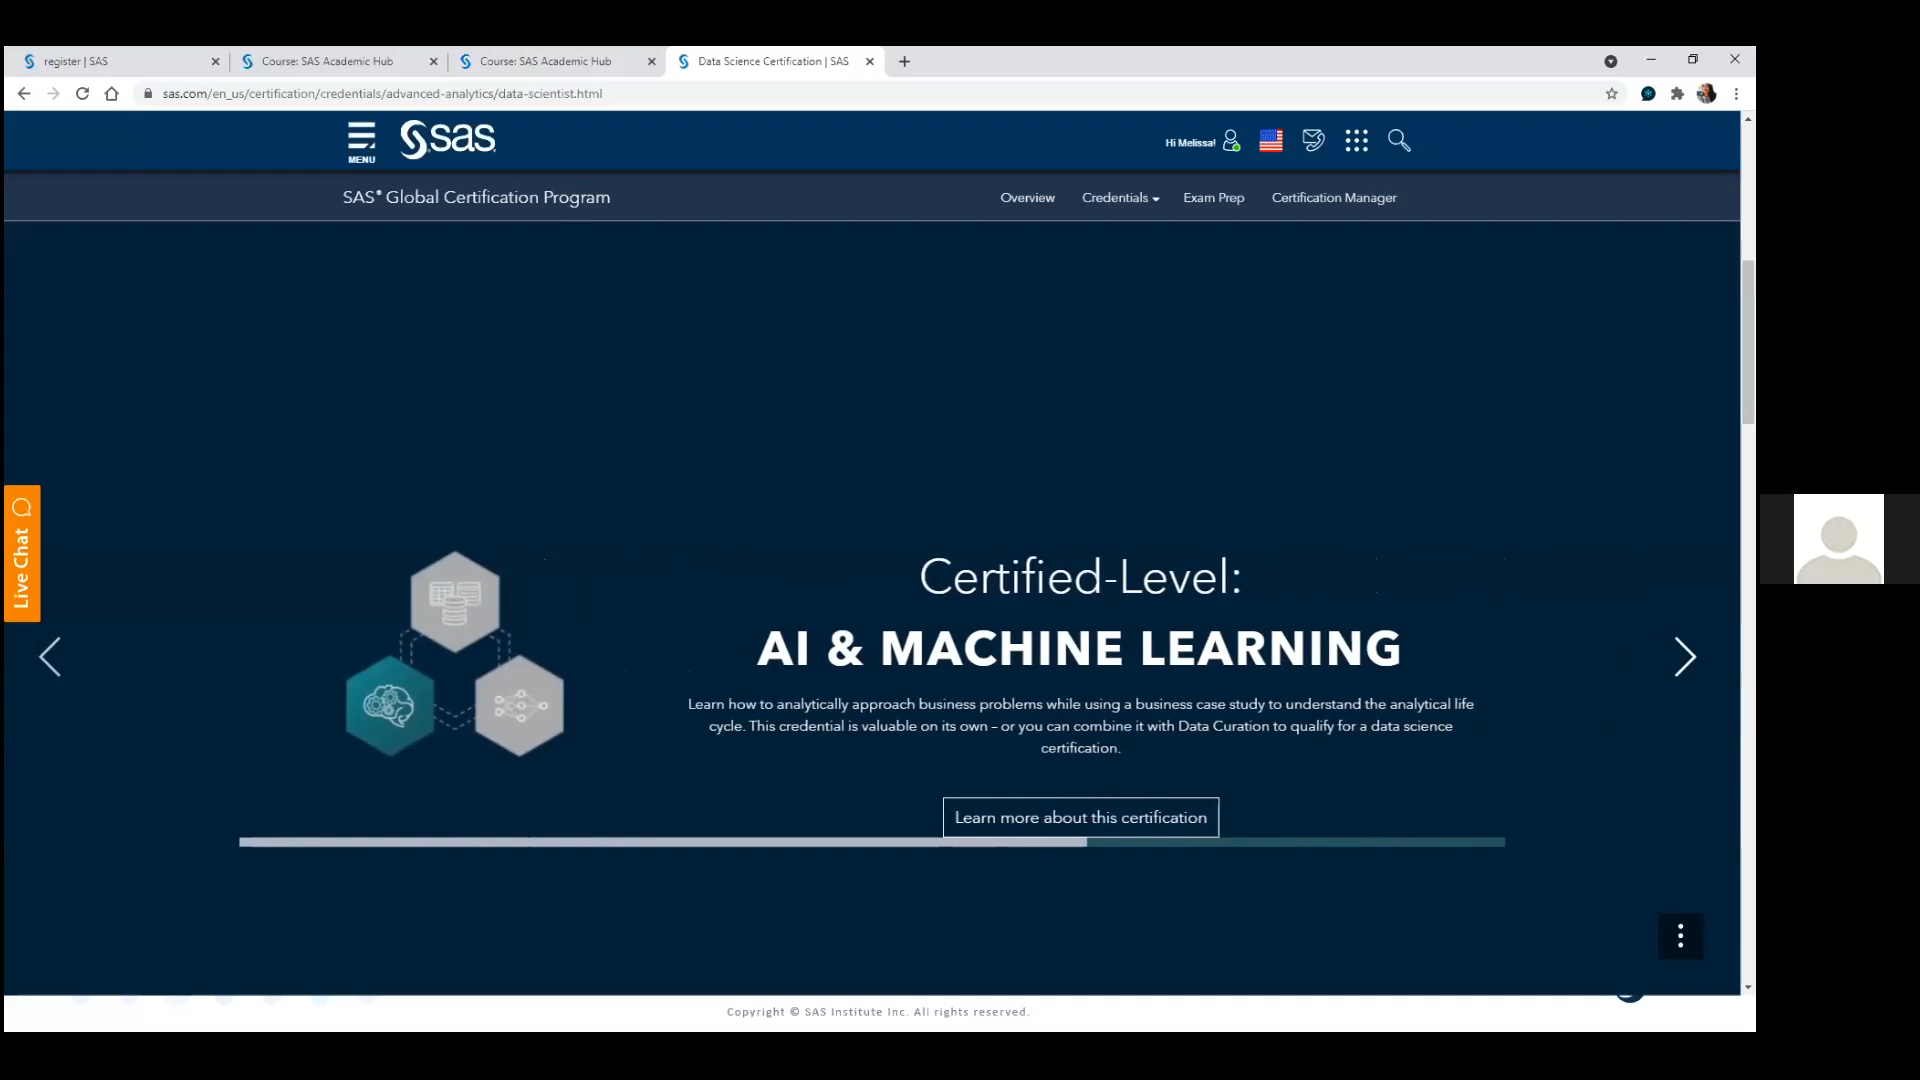 register | SAS
Course: SAS Academic Hub
Course: SAS Academic Hub
Data Science Certification | SAS
sas.com/en_us/certification/credentials/advanced-analytics/data-scientist.html
MENU
sas
Hi Melissa!
SAS® Global Certification Program
Overview
Credentials
Exam Prep
Certification Manager
Live Chat
Certified-Level:
AI & MACHINE LEARNING
Learn how to analytically approach business problems while using a business case study to understand the analytical life
cycle. This credential is valuable on its own – or you can combine it with Data Curation to qualify for a data science
certification.
Learn more about this certification
Copyright © SAS Institute Inc. All rights reserved.